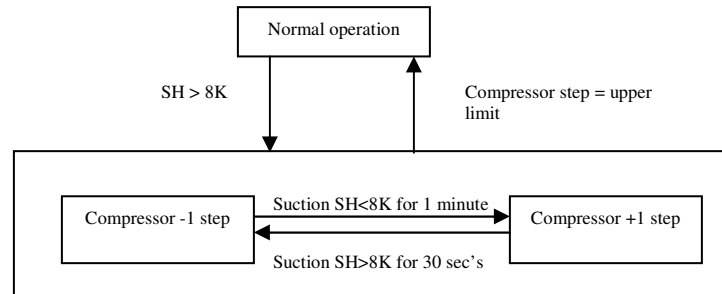 Normal operation
SH > 8K
Compressor step = upper
limit
Compressor -1 step
Suction SH<8K for 1 minute
Compressor +1 step
Suction SH>8K for 30 sec's